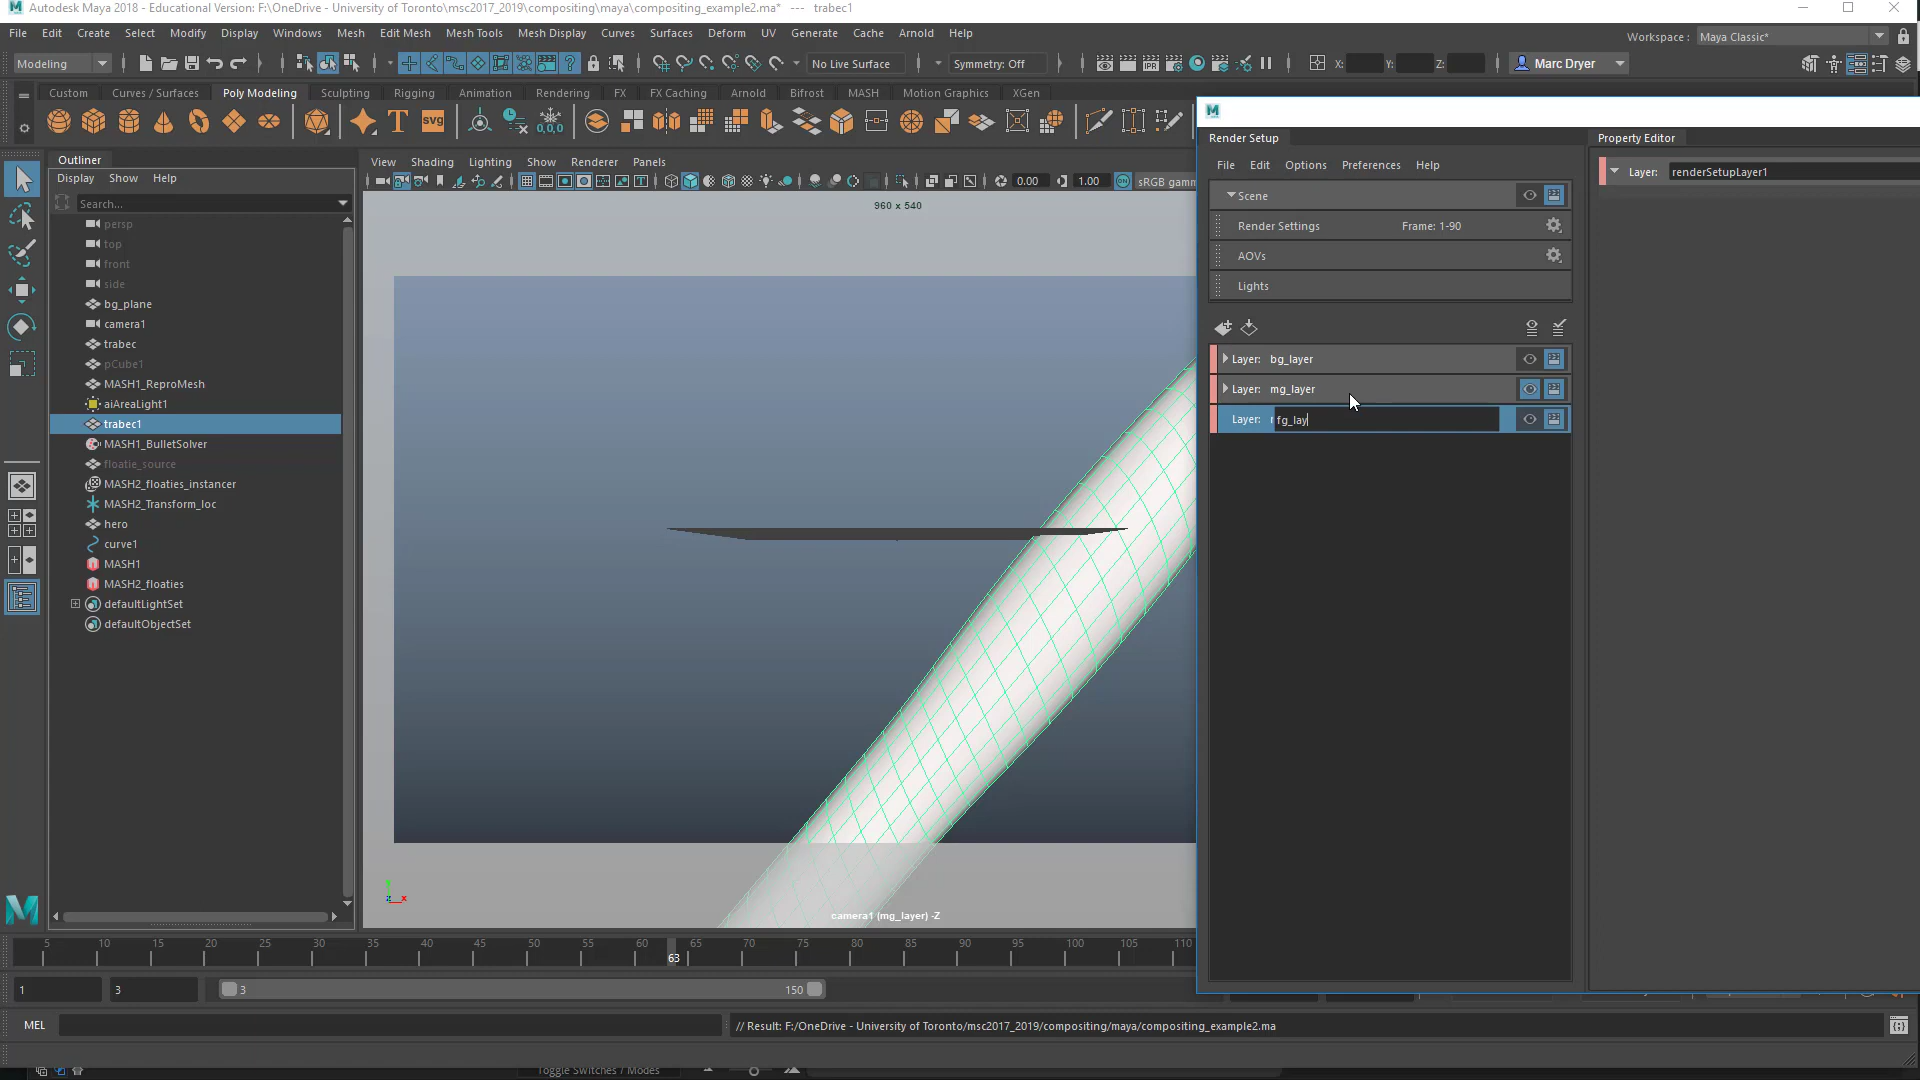 Autodesk Maya 2018 - Educational Version: F:\OneDrive - University of Toronto\msc2017_2019\compositing\maya\compositing_example2.ma* --- trabec1
File Edit Create Select Modify Display Windows Mesh Edit Mesh Mesh Tools Mesh Display Curves Surfaces Deform UV Generate Cache Arnold Help
Workspace : Maya Classic*
Modeling No Live Surface Symmetry: Off X: Y: Z: Marc Dryer
Custom Curves / Surfaces Poly Modeling Sculpting Rigging Animation Rendering FX FX Caching Arnold Bifrost MASH Motion Graphics XGen
T svg 0,0,0
Outliner
Display Show Help
Search...
persp
top
front
side
bg_plane
camera1
trabec
pCube1
MASH1_ReproMesh
aiAreaLight1
trabec1
MASH1_BulletSolver
floatie_source
MASH2_floaties_instancer
MASH2_Transform_loc
hero
curve1
MASH1
MASH2_floaties
defaultLightSet
defaultObjectSet
View Shading Lighting Show Renderer Panels
0.00 1.00 sRGB gamm
960 x 540
camera1 (mg_layer) -Z
Render Setup
File Edit Options Preferences Help
Scene
Render Settings Frame: 1-90
AOVs
Lights
Layer: bg_layer
Layer: mg_layer
Layer: fg_lay
Property Editor
Layer: renderSetupLayer1
5 10 15 20 25 30 35 40 45 50 55 60 65 70 75 80 85 90 95 100 105 110
63
1 3 3 150
MEL // Result: F:/OneDrive - University of Toronto/msc2017_2019/compositing/maya/compositing_example2.ma
Toggle Switches / Modes